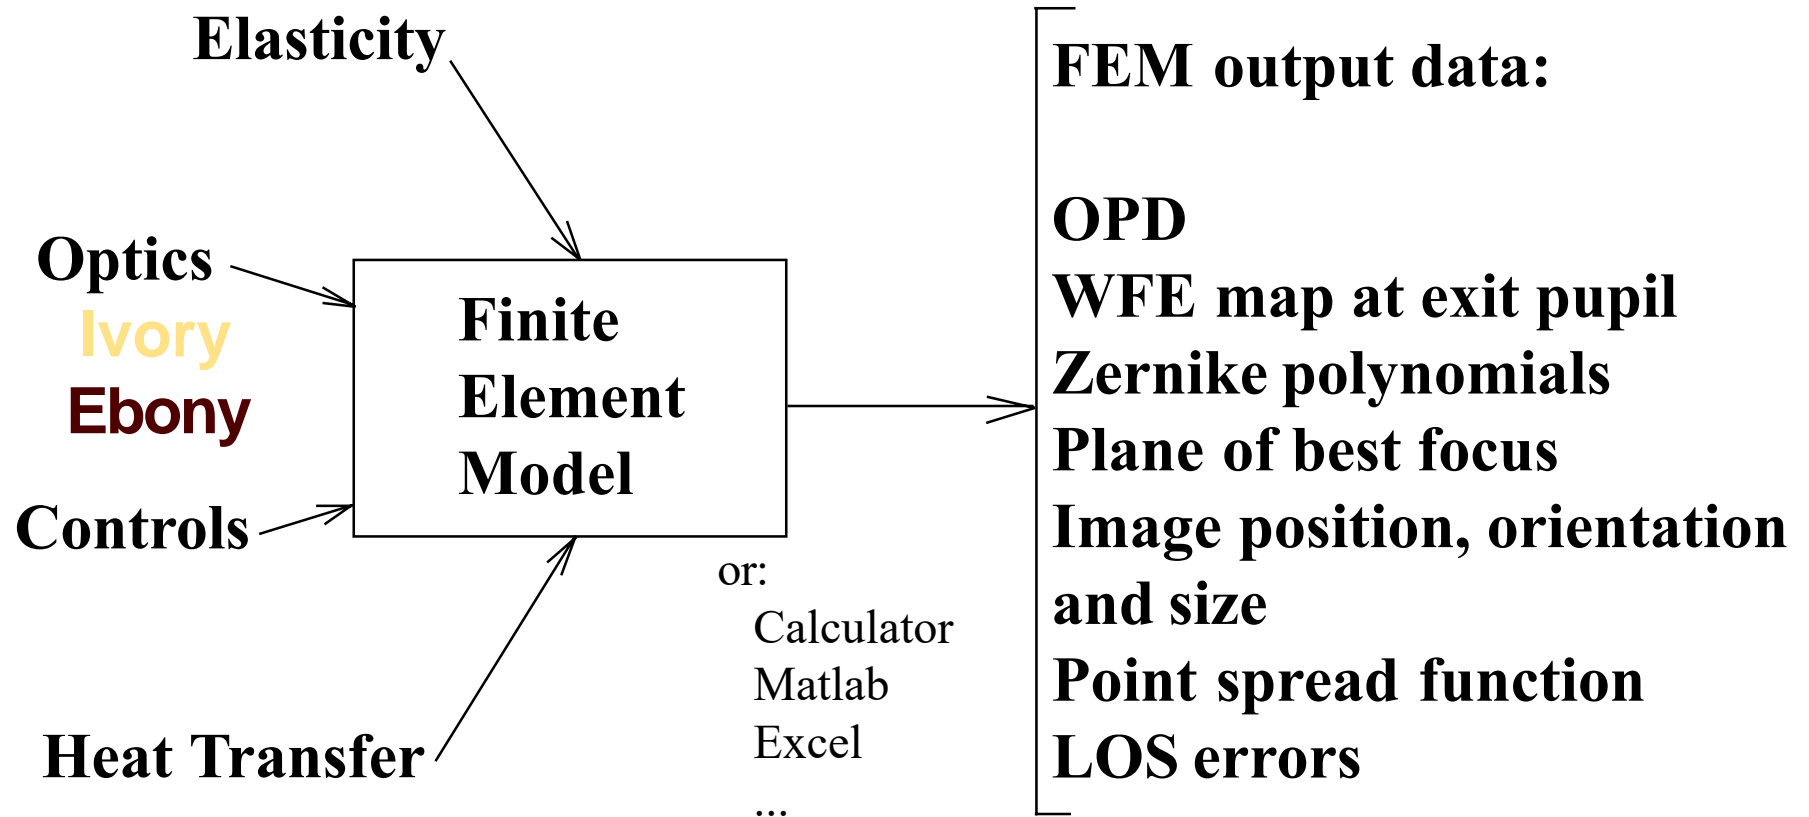 Elasticity
Optics
Ivory
Ebony
Controls
Heat Transfer
Finite
Element
Model
or:
Calculator
Matlab
Excel
...
FEM output data:
OPD
WFE map at exit pupil
Zernike polynomials
Plane of best focus
Image position, orientation
and size
Point spread function
LOS errors